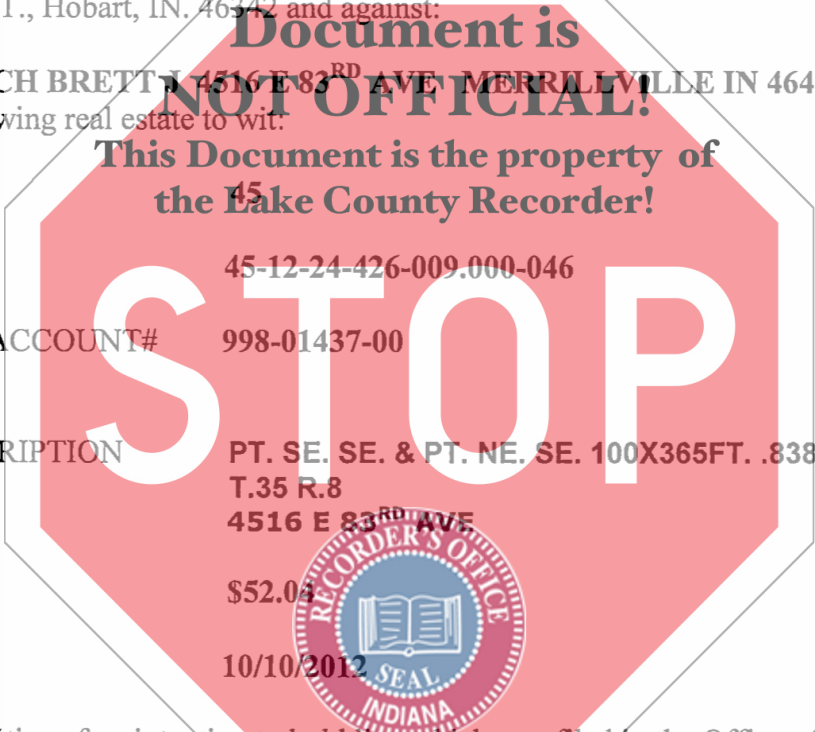 T., Hobart, IN. 46342 and against:
Document is
CH BRETT J 4516 E 83RD AVE MERRILLVILLE IN 464
NOT OFFICIAL!
wing real estate to wit:
This Document is the property of
45
the Lake County Recorder!
45-12-24-426-009.000-046
ACCOUNT# 998-01437-00
STOP
RIPTION PT. SE. SE. & PT. NE. SE. 100X365FT. .838
T.35 R.8
4516 E 83RD AVE
RECORDER'S OFFICE
$52.04
10/10/2012
SEAL
INDIANA